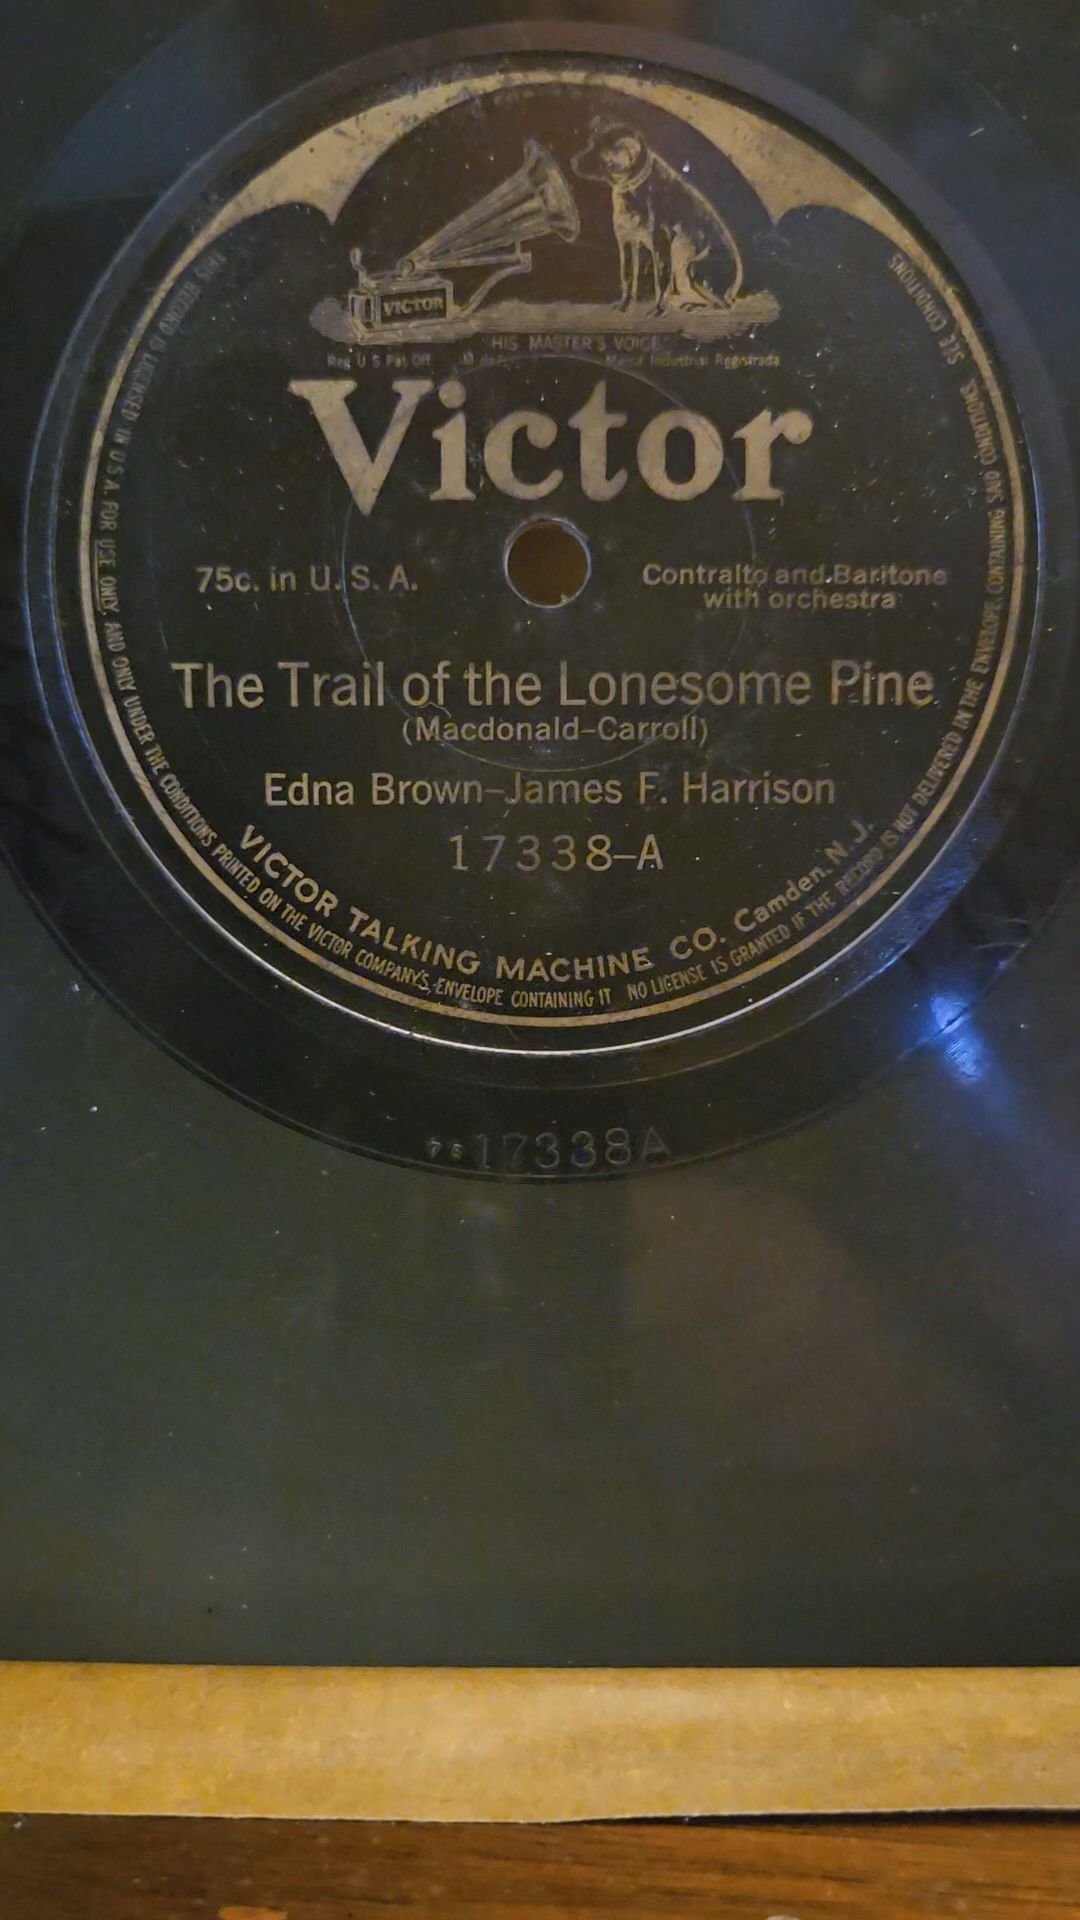 VICTOR
"HIS MASTER'S VOICE"
Reg. U S Pat Off Industrial Registrada
Victor
75c. in U. S. A.
Contralto and Baritone
with orchestra
The Trail of the Lonesome Pine
(Macdonald-Carroll)
Edna Brown-James F. Harrison
17338-A
VICTOR TALKING MACHINE CO. Camden. N. J.
THIS RECORD IS LICENSED IN U.S.A. FOR USE ONLY, AND ONLY UNDER THE CONDITIONS PRINTED ON THE VICTOR COMPANY'S, ENVELOPE CONTAINING IT NO LICENSE IS GRANTED IF THE RECORD IS NOT DELIVERED IN THE ENVELOPE CONTAINING SAID CONDITIONS. SEE CONDITIONS
17338A